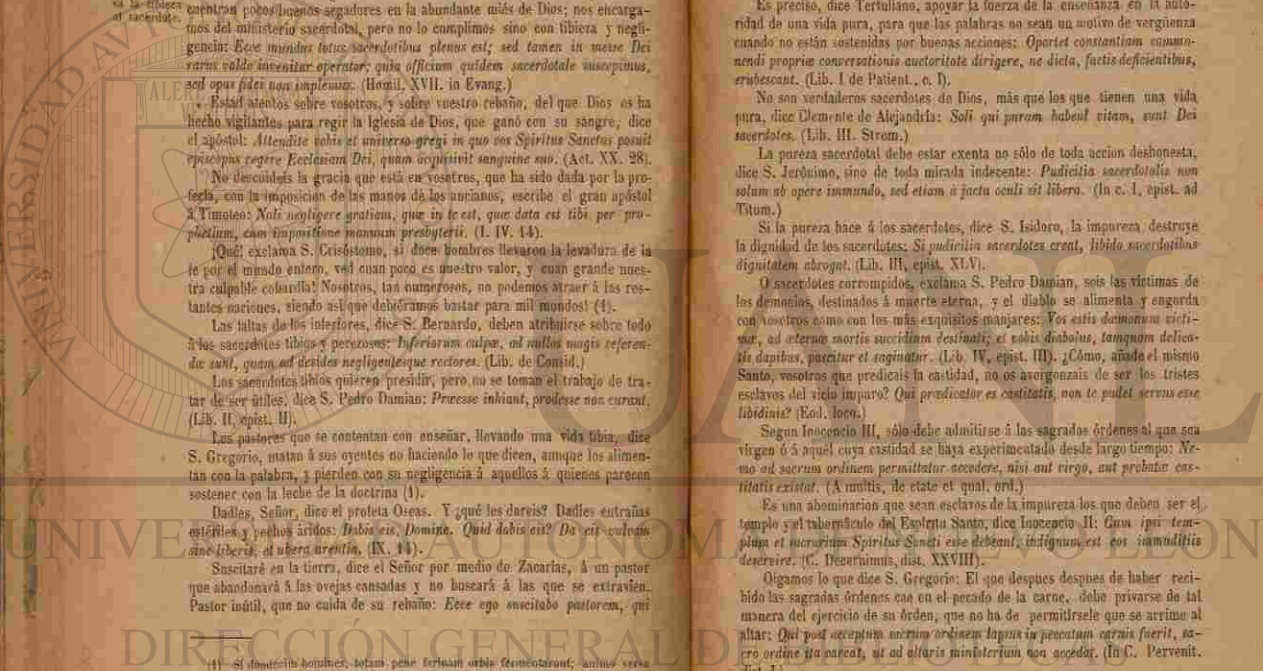 va la tibieza
al sacerdote.
cuentran pocos buenos segadores en la abundante miés de Dios; nos encarga-
mos del ministerio sacerdotal, pero no lo cumplimos sino con tibieza y negli-
gencia: Ecce mundus totus sacerdotibus plenus est; sed tamen in messe Dei
rarus valde invenitur operator; quia officium quidem sacerdotale suscepimus,
sed opus fidei non implemus. (Homil. XVII. in Evang.)
Estad atentos sobre vosotros, y sobre vuestro rebaño, del que Dios os ha
hecho vigilantes para regir la Iglesia de Dios, que ganó con su sangre, dice
el apóstol: Attendite vobis et universo gregi in quo vos Spiritus Sanctus posuit
episcopus regere Ecclesiam Dei, quam acquisivit sanguine suo. (Act. XX. 28).
No descuideis la gracia que está en vosotros, que ha sido dada por la pro-
fecía, con la imposicion de las manos de los ancianos, escribe el gran apóstol
á Timoteo: Noli negligere gratiam, quæ in te est, quæ data est tibi per pro-
phetiam, cum impositione manuum presbyterii. (I. IV. 14).
¡Qué! exclama S. Crisóstomo, si doce hombres llevaron la levadura de la
fe por el mundo entero, ved cuan poco es nuestro valor, y cuan grande nues-
tra culpable cobardía! Nosotros, tan numerosos, no podemos atraer á las res-
tantes naciones, siendo así que debiéramos bastar para mil mundos! (1).
Las faltas de los inferiores, dice S. Bernardo, deben atribuirse sobre todo
á los sacerdotes tibios y perezosos: Inferiorum culpæ, ad nullos magis referen-
dæ sunt, quam ad desides negligentesque rectores. (Lib. de Consid.)
Los sacerdotes tibios quieren presidir, pero no se toman el trabajo de tra-
tar de ser útiles, dice S. Pedro Damian: Præesse inhiant, prodesse non curant.
(Lib. II, epist. II).
Los pastores que se contentan con enseñar, llevando una vida tibia, dice
S. Gregorio, matan á sus oyentes no haciendo lo que dicen, aunque los alimen-
tan con la palabra, y pierden con su negligencia á aquellos á quienes parecen
sostener con la leche de la doctrina (1).
Dadles, Señor, dice el profeta Oseas. Y ¿qué les dareis? Dadles entrañas
estériles y pechos áridos: Dabis eis, Domine. Quid dabis eis? Da eis vulvam
sine liberis, et ubera arentia. (IX. 14).
Suscitaré en la tierra, dice el Señor por medio de Zacarías, á un pastor
que abandonará á las ovejas cansadas y no buscará á las que se extravíen.
Pastor inútil, que no cuida de su rebaño: Ecce ego suscitabo pastorem, qui
(1) Si duodecim homines, totam pene farinam orbis fermentarunt, animo verse
Es preciso, dice Tertuliano, apoyar la fuerza de la enseñanza en la auto-
ridad de una vida pura, para que las palabras no sean un motivo de vergüenza
cuando no están sostenidas por buenas acciones: Oportet constantiam commo-
nendi propriæ conversationis auctoritate dirigere, ne dicta, factis deficientibus,
erubescant. (Lib. I de Patient., c. I).
No son verdaderos sacerdotes de Dios, más que los que tienen una vida
pura, dice Clemente de Alejandría: Soli qui puram habent vitam, sunt Dei
sacerdotes. (Lib. III. Strom.)
La pureza sacerdotal debe estar exenta no sólo de toda accion deshonesta,
dice S. Jerónimo, sino de toda mirada indecente: Pudicitia sacerdotalis non
solum ab opere immundo, sed etiam à jactu oculi sit libera. (In c. I, epist. ad
Titum.)
Si la pureza hace á los sacerdotes, dice S. Isidoro, la impureza destruye
la dignidad de los sacerdotes: Si pudicitia sacerdotes creat, libido sacerdotibus
dignitatem abrogat. (Lib. III, epist. XLV).
O sacerdotes corrompidos, exclama S. Pedro Damian, sois las víctimas de
los demonios, destinados á muerte eterna, y el diablo se alimenta y engorda
con vosotros como con los más exquisitos manjares: Vos estis dæmonum victi-
mæ, ad æternæ mortis succidium destinati; et vobis diabolus, tamquam delica-
tis dapibus, pascitur et saginatur. (Lib. IV, epist. III). ¿Cómo, añade el mismo
Santo, vosotros que predicais la castidad, no os avergonzais de ser los tristes
esclavos del vicio impuro? Qui prædicator es castitatis, non te pudet servus esse
libidinis? (Eod. loco.)
Segun Inocencio III, sólo debe admitirse á las sagradas órdenes al que sea
vírgen ó á aquél cuya castidad se haya experimentado desde largo tiempo: Ne-
mo ad sacrum ordinem permittatur accedere, nisi aut virgo, aut probatæ cas-
titatis existat. (A multis, de etate et qual. ord.)
Es una abominacion que sean esclavos de la impureza los que deben ser el
templo y el tabernáculo del Espíritu Santo, dice Inocencio II: Cum ipsi tem-
plum et sacrarium Spiritus Sancti esse debeant, indignum est eos immuditiis
deservire. (C. Decernimus, dist. XXVIII).
Oigamos lo que dice S. Gregorio: El que despues despues de haber reci-
bido las sagradas órdenes cae en el pecado de la carne, debe privarse de tal
manera del ejercicio de su órden, que no ha de permitírsele que se arrime al
altar: Qui post acceptum sacrum ordinem lapsus in peccatum carnis fuerit, sa-
cro ordine ita careat, ut ad altaris ministerium non accedat. (In C. Pervenit.
dist. L)
UANL
UNIVERSIDAD AUTÓNOMA DE NUEVO LEÓN
DIRECCIÓN GENERAL DE BIBLIOTECAS